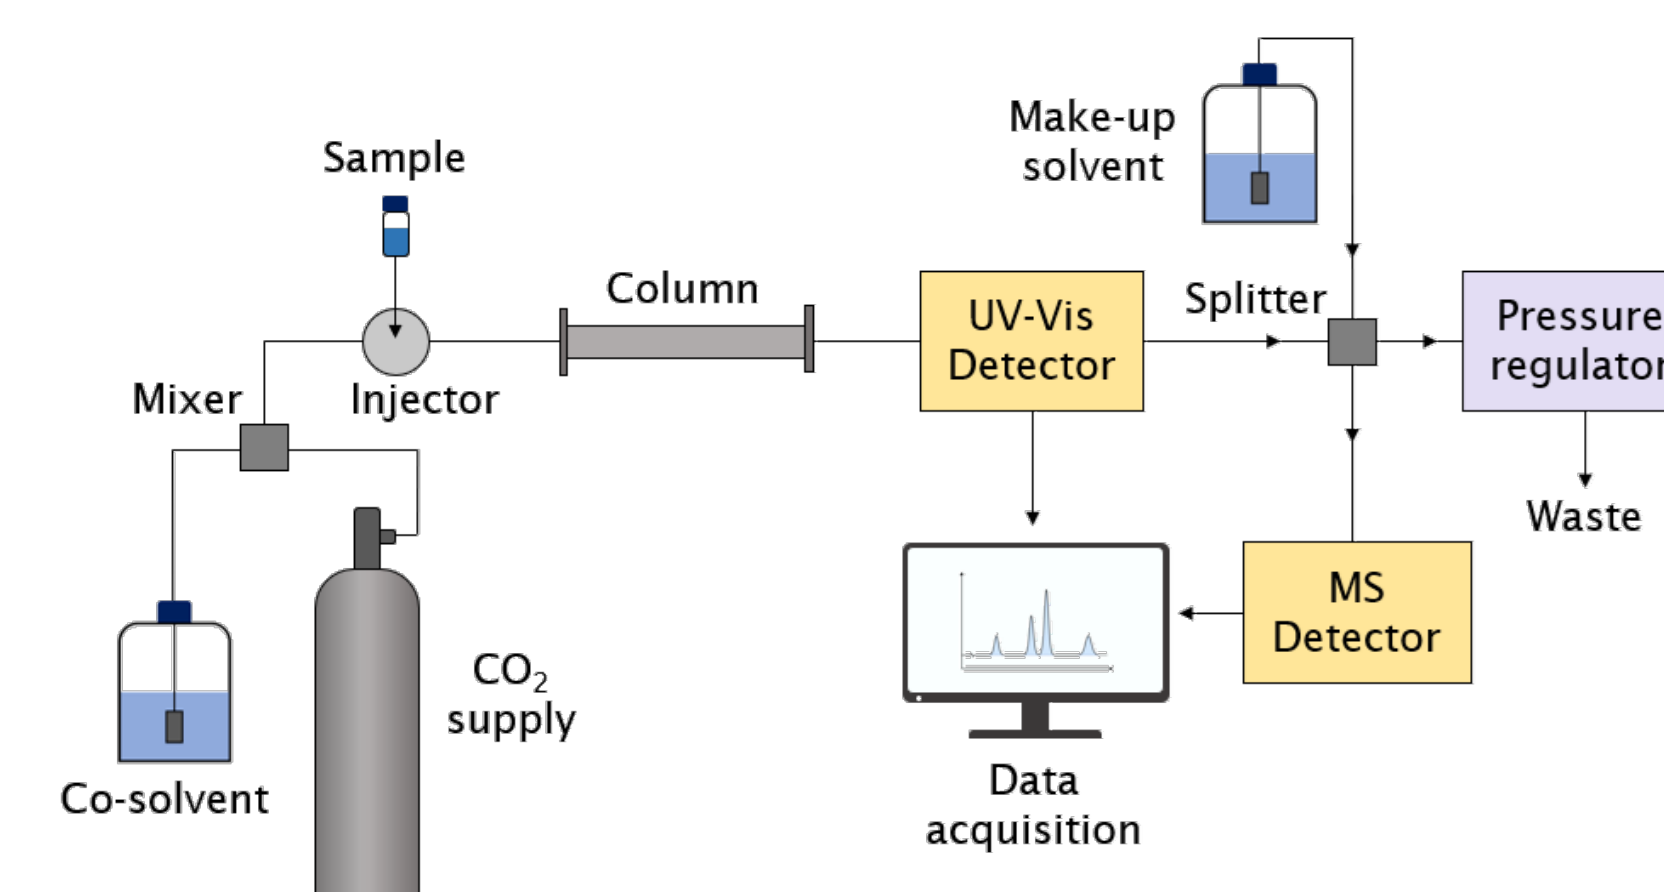 Make-up
solvent
Sample
Column
Splitter
UV-Vis
Detector
Pressure
regulator
Mixer
Injector
Waste
MS
Detector
CO₂
supply
Co-solvent
Data
acquisition